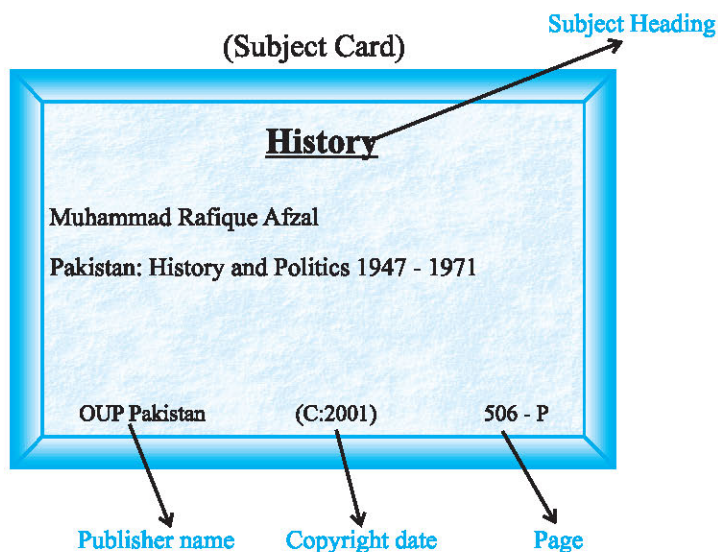 Subject Heading
(Subject Card)
History
Muhammad Rafique Afzal
Pakistan: History and Politics 1947 - 1971
OUP Pakistan (C:2001) 506 - P
Publisher name Copyright date Page